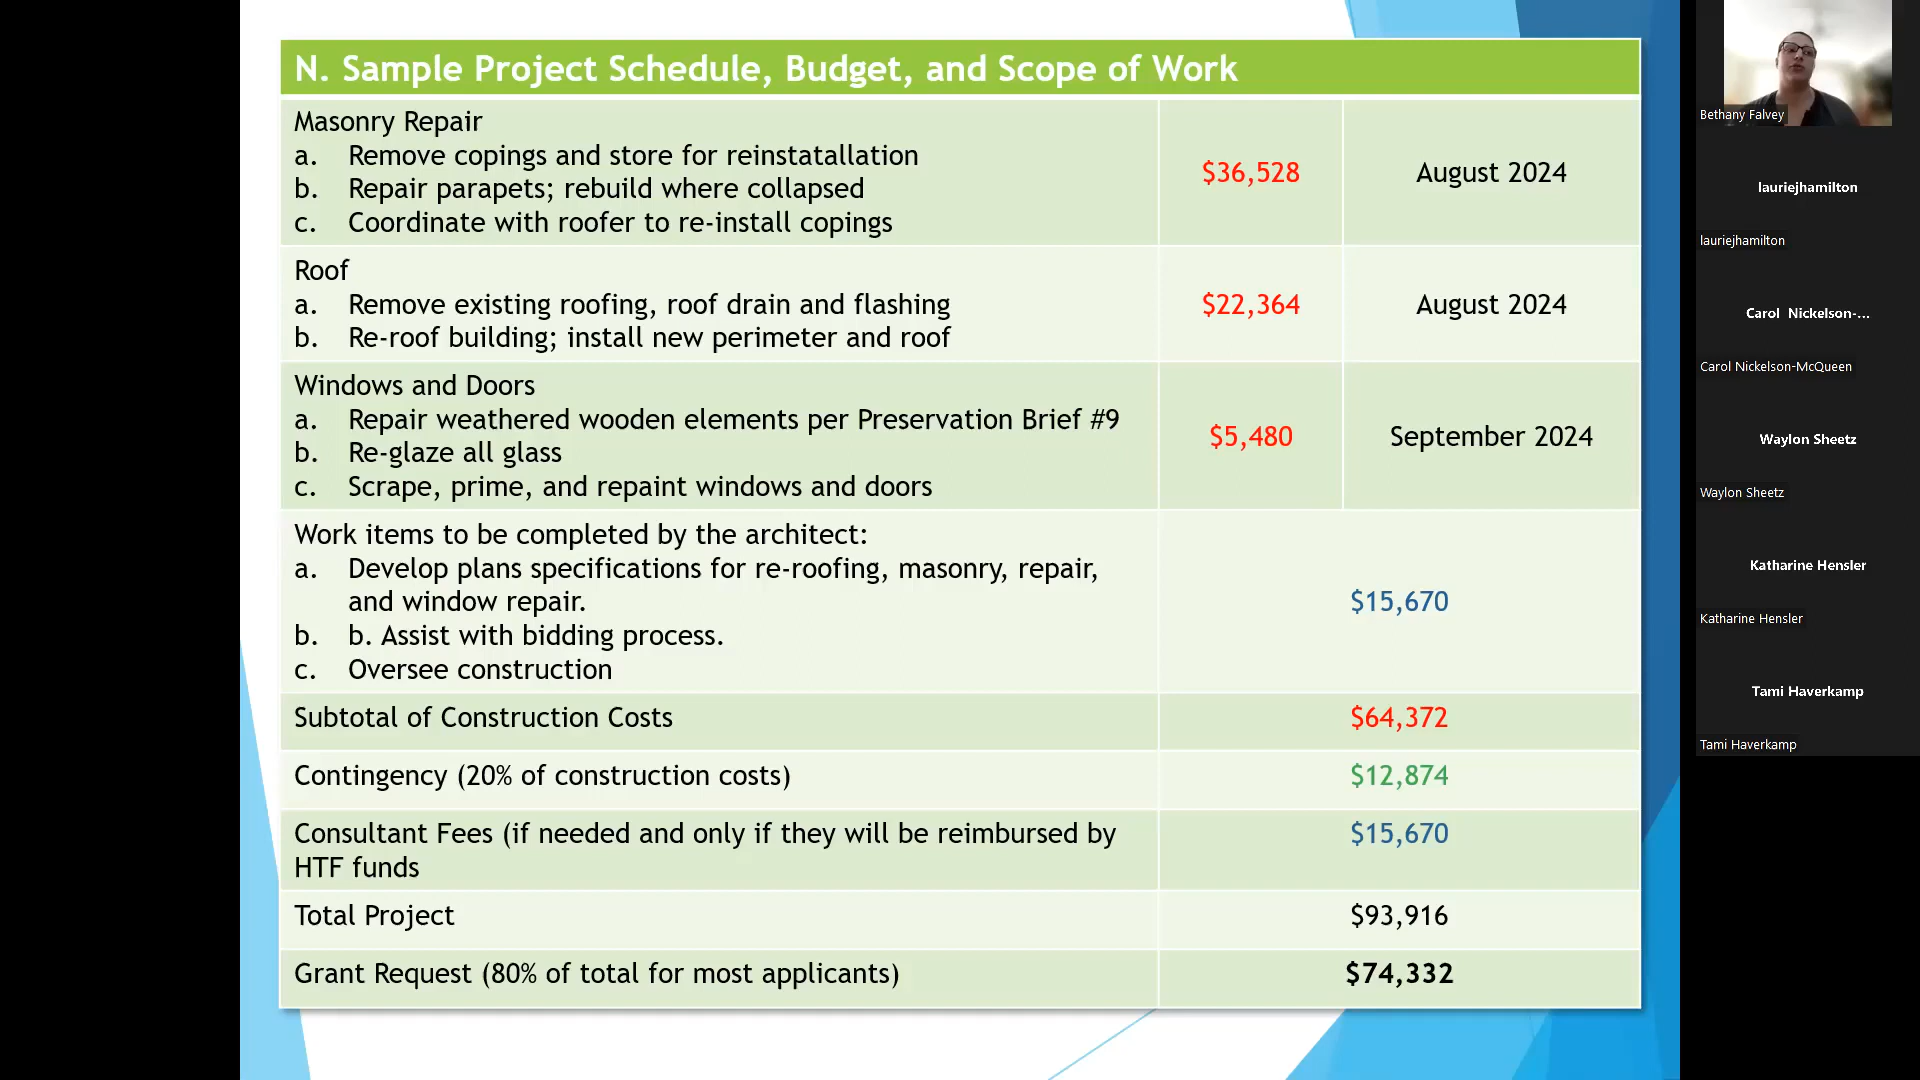 N. Sample Project Schedule, Budget, and Scope of Work
Masonry Repair
a. Remove copings and store for reinstatallation
b. Repair parapets; rebuild where collapsed
c. Coordinate with roofer to re-install copings
$36,528
August 2024
Roof
a. Remove existing roofing, roof drain and flashing
b. Re-roof building; install new perimeter and roof
$22,364
August 2024
Windows and Doors
a. Repair weathered wooden elements per Preservation Brief #9
b. Re-glaze all glass
c. Scrape, prime, and repaint windows and doors
$5,480
September 2024
Work items to be completed by the architect:
a. Develop plans specifications for re-roofing, masonry, repair,
and window repair.
b. b. Assist with bidding process.
c. Oversee construction
$15,670
Subtotal of Construction Costs
$64,372
Contingency (20% of construction costs)
$12,874
Consultant Fees (if needed and only if they will be reimbursed by
HTF funds
$15,670
Total Project
$93,916
Grant Request (80% of total for most applicants)
$74,332
Bethany Falvey
lauriejhamilton
lauriejhamilton
Carol Nickelson-...
Carol Nickelson-McQueen
Waylon Sheetz
Waylon Sheetz
Katharine Hensler
Katharine Hensler
Tami Haverkamp
Tami Haverkamp